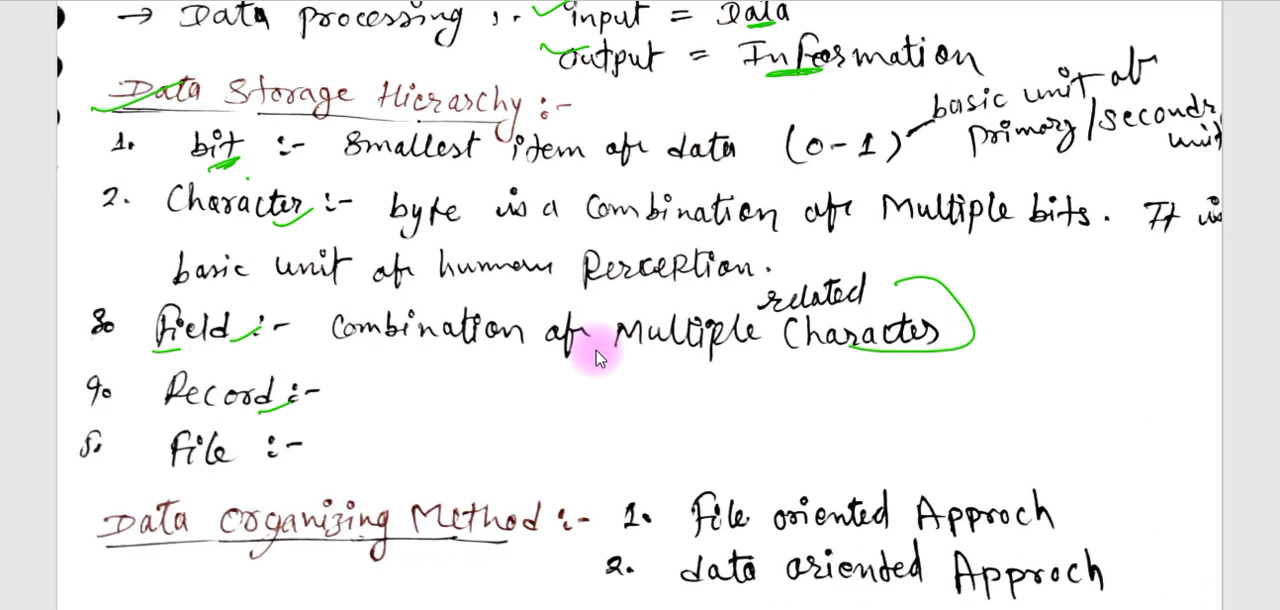 → Data processing :- input = Data
output = Information
Data Storage Hierarchy :-
basic unit of
primary/secondr
unit
1. bit :- Smallest item of data (0-1)
2. Character :- byte is a Combination of Multiple bits. It is
basic unit of human Perception.
related
3. Field :- Combination of Multiple Character
4. Record :-
5. File :-
Data Organizing Method :- 1. File oriented Approch
2. data oriented Approch